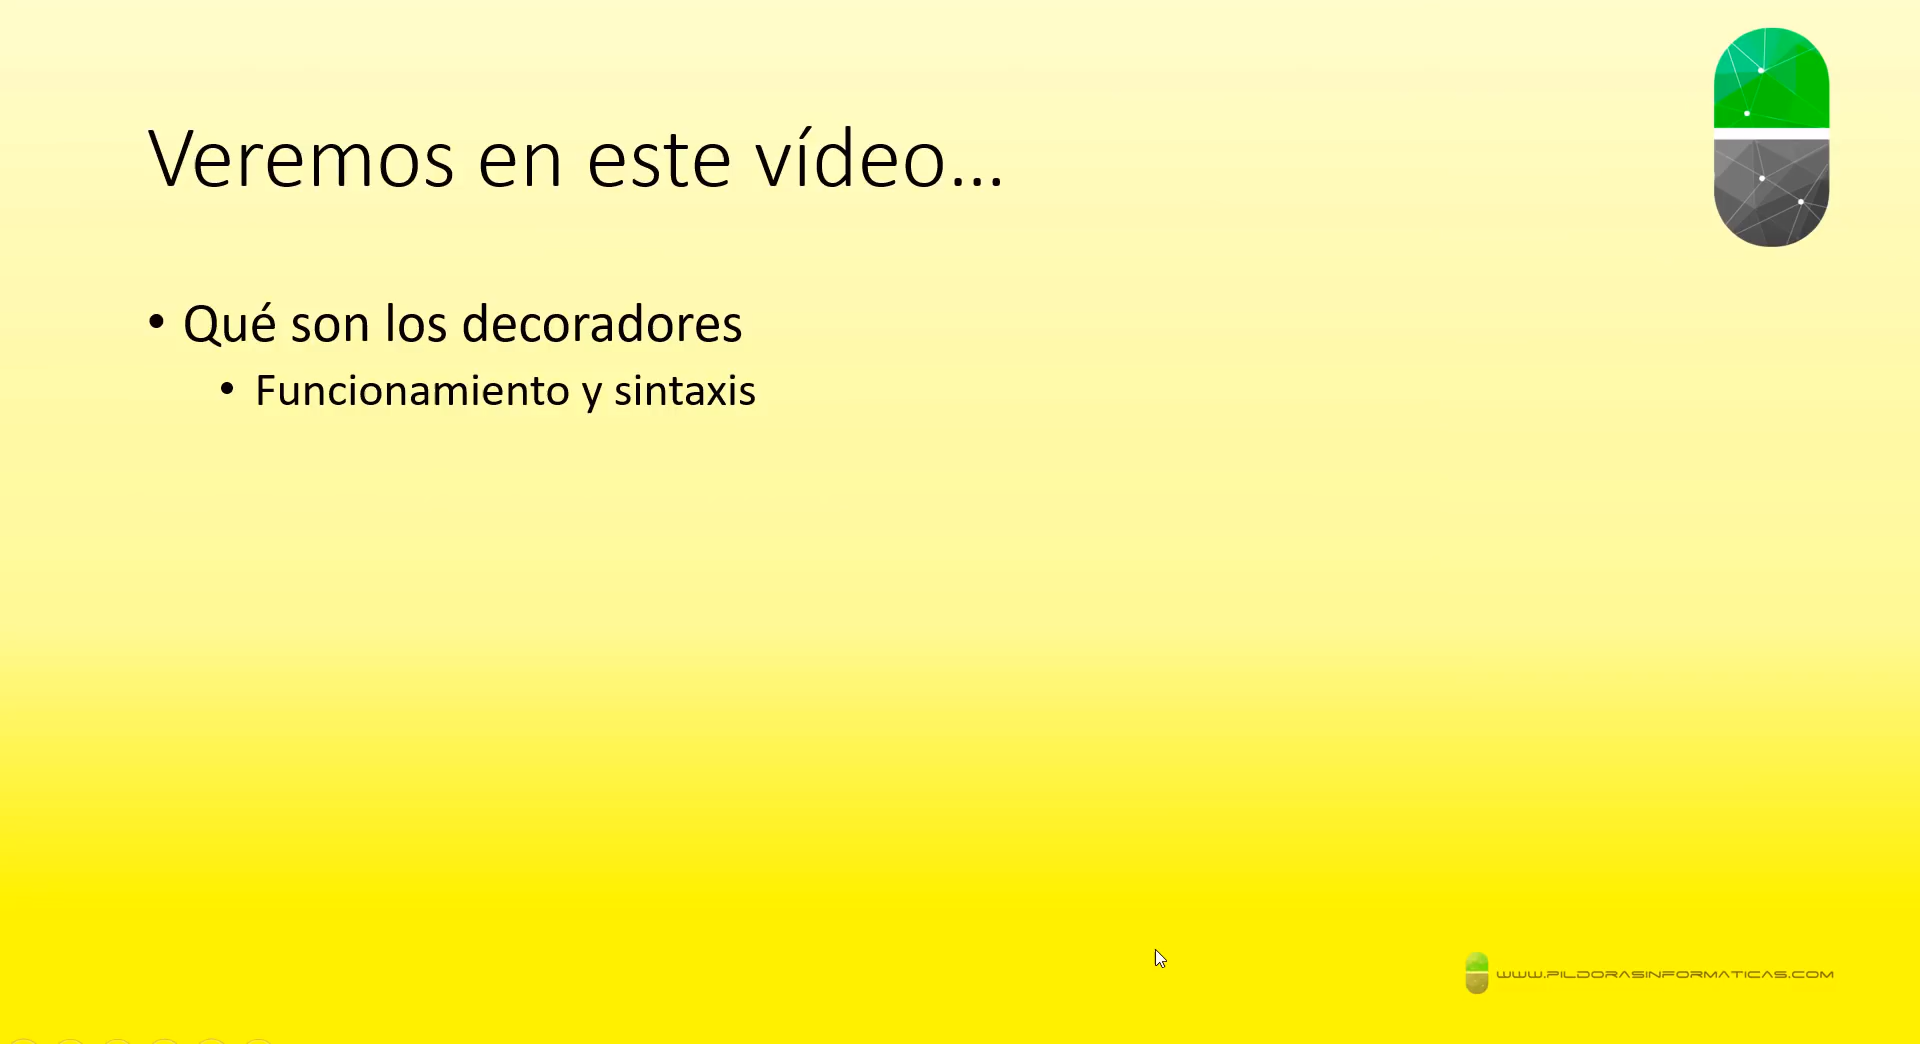 Veremos en este vídeo...
• Qué son los decoradores
• Funcionamiento y sintaxis
WWW.PILDORASINFORMATICAS.COM